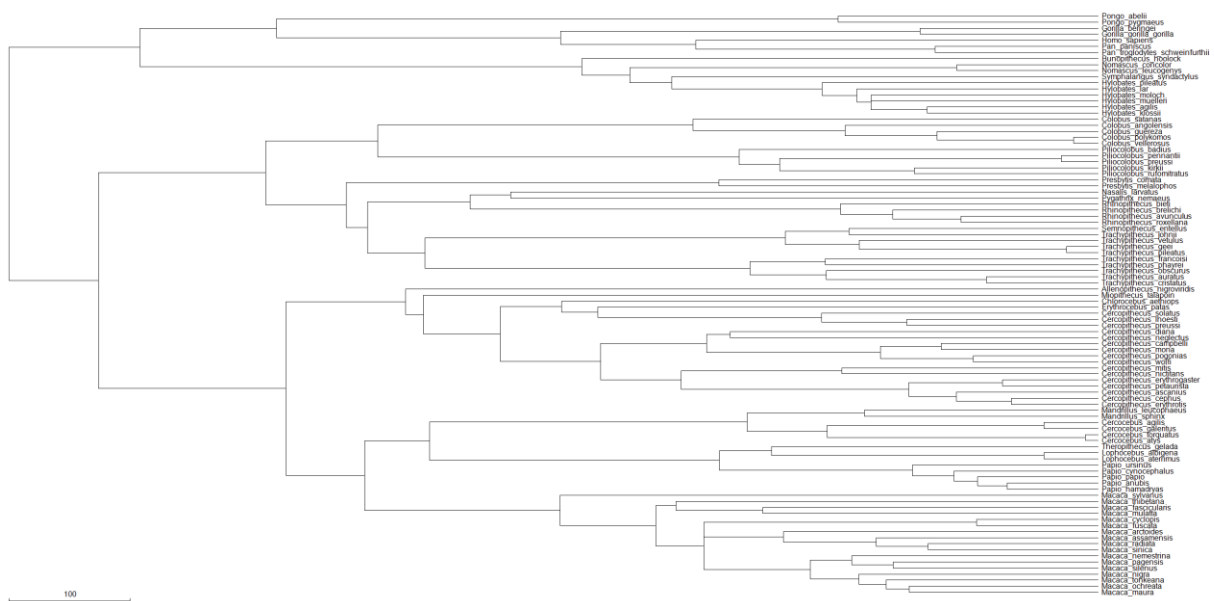 Pongo_abelii
Pongo_pygmaeus
Gorilla_beringei
Gorilla_gorilla_gorilla
Homo_sapiens
Pan_paniscus
Pan_troglodytes_schweinfurthii
Bunopithecus_hoolock
Nomascus_concolor
Nomascus_leucogenys
Symphalangus_syndactylus
Hylobates_pileatus
Hylobates_lar
Hylobates_moloch
Hylobates_muelleri
Hylobates_agilis
Hylobates_klossii
Colobus_satanas
Colobus_angolensis
Colobus_guereza
Colobus_polykomos
Colobus_vellerosus
Piliocolobus_badius
Piliocolobus_pennantii
Piliocolobus_preussi
Piliocolobus_kirkii
Piliocolobus_rufomitratus
Presbytis_comata
Presbytis_melalophos
Nasalis_larvatus
Pygathrix_nemaeus
Rhinopithecus_bieti
Rhinopithecus_brelichi
Rhinopithecus_avunculus
Rhinopithecus_roxellana
Semnopithecus_entellus
Trachypithecus_johnii
Trachypithecus_vetulus
Trachypithecus_geei
Trachypithecus_pileatus
Trachypithecus_francoisi
Trachypithecus_phayrei
Trachypithecus_obscurus
Trachypithecus_auratus
Trachypithecus_cristatus
Allenopithecus_nigroviridis
Miopithecus_talapoin
Chlorocebus_aethiops
Erythrocebus_patas
Cercopithecus_solatus
Cercopithecus_lhoesti
Cercopithecus_preussi
Cercopithecus_diana
Cercopithecus_neglectus
Cercopithecus_campbelli
Cercopithecus_mona
Cercopithecus_pogonias
Cercopithecus_wolfi
Cercopithecus_mitis
Cercopithecus_nictitans
Cercopithecus_erythrogaster
Cercopithecus_petaurista
Cercopithecus_ascanius
Cercopithecus_cephus
Cercopithecus_erythrotis
Mandrillus_leucophaeus
Mandrillus_sphinx
Cercocebus_agilis
Cercocebus_galeritus
Cercocebus_torquatus
Cercocebus_atys
Theropithecus_gelada
Lophocebus_albigena
Lophocebus_aterrimus
Papio_ursinus
Papio_cynocephalus
Papio_papio
Papio_anubis
Papio_hamadryas
Macaca_sylvanus
Macaca_thibetana
Macaca_fascicularis
Macaca_mulatta
Macaca_cyclopis
Macaca_fuscata
Macaca_arctoides
Macaca_assamensis
Macaca_radiata
Macaca_sinica
Macaca_nemestrina
Macaca_pagensis
Macaca_silenus
Macaca_nigra
Macaca_tonkeana
Macaca_ochreata
Macaca_maura
100